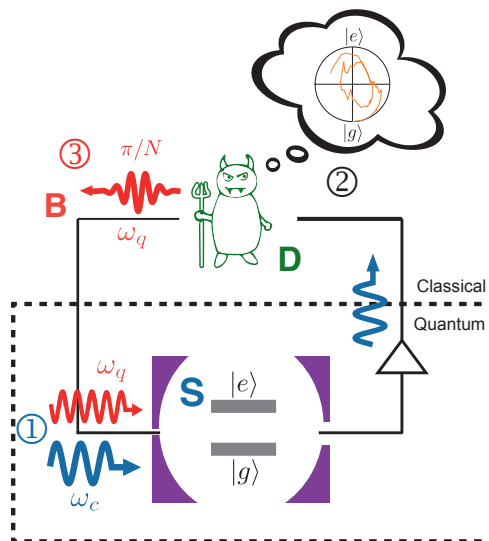 |e⟩
|g⟩
③
π/N
②
B
ω_q
D
Classical
Quantum
ω_q
S
|e⟩
①
|g⟩
ω_c